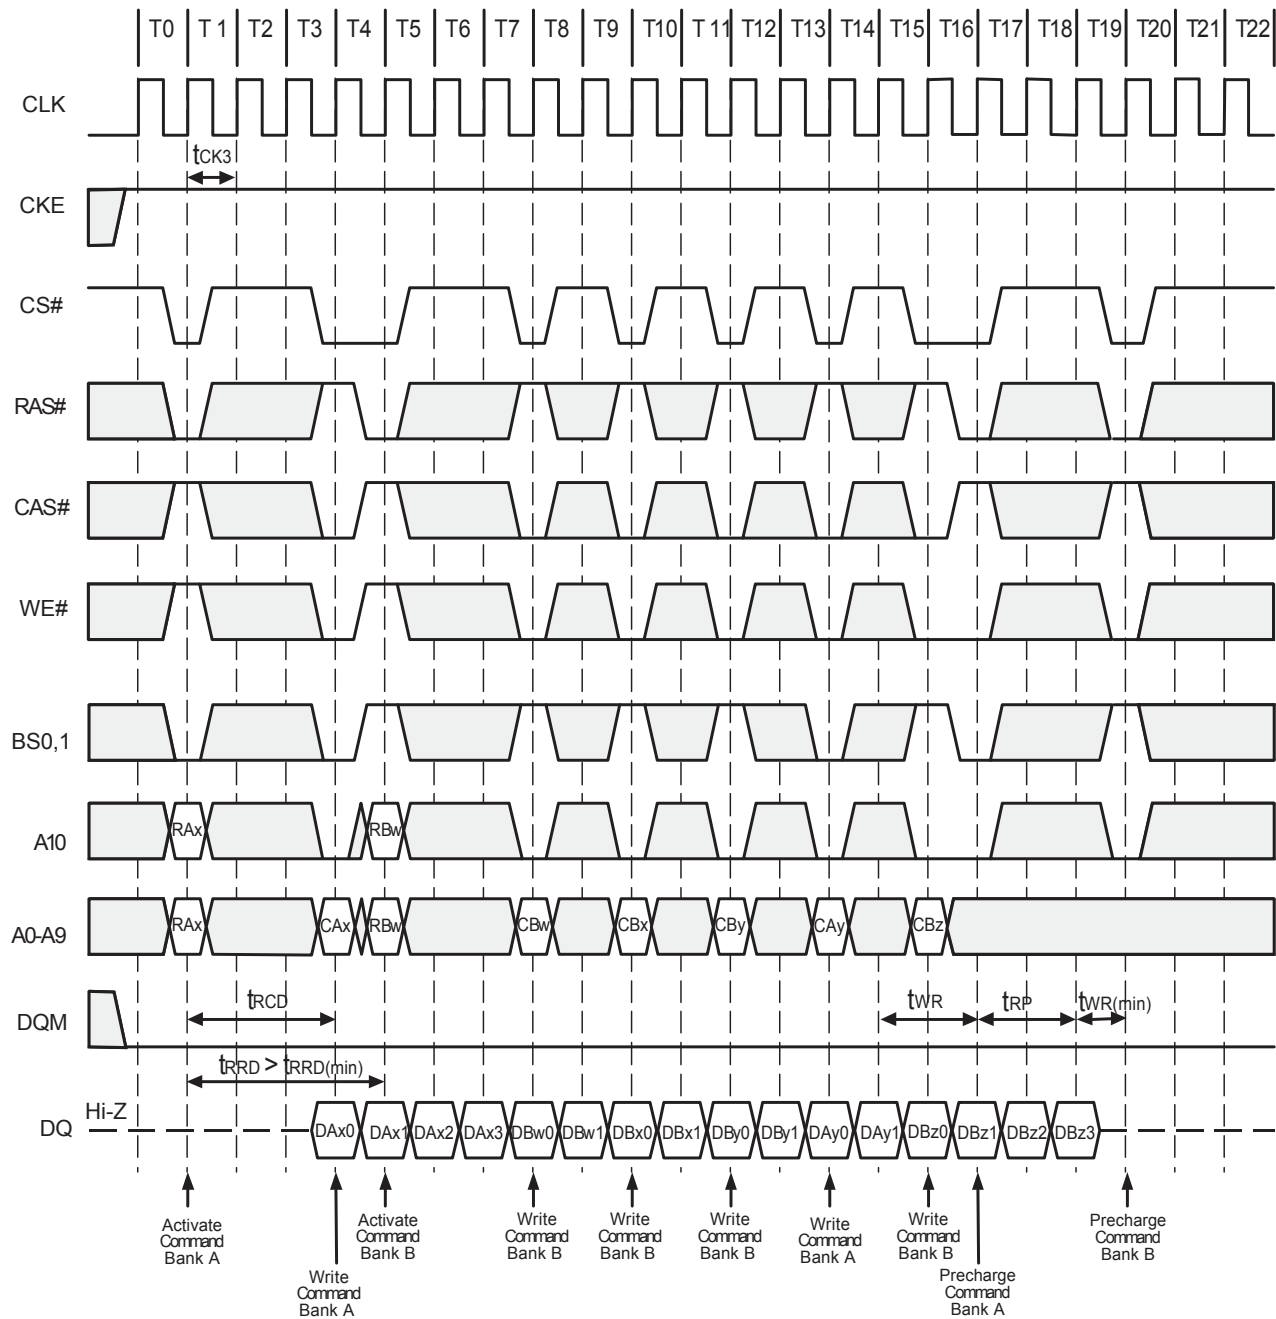 T0 T1 T2 T3 T4 T5 T6 T7 T8 T9 T10 T11 T12 T13 T14 T15 T16 T17 T18 T19 T20 T21 T22
CLK
tCK3
CKE
CS#
RAS#
CAS#
WE#
BS0,1
A10
RAx RBw
A0-A9
RAx CAx RBw CBw CBx CBy CAy CBz
DQM
tRCD tWR tRP tWR(min)
tRRD > tRRD(min)
Hi-Z
DQ
DAx0 DAx1 DAx2 DAx3 DBw0 DBw1 DBx0 DBx1 DBy0 DBy1 DAy0 DAy1 DBz0 DBz1 DBz2 DBz3
Activate
Command
Bank A
Write
Command
Bank A
Activate
Command
Bank B
Write
Command
Bank B
Write
Command
Bank B
Write
Command
Bank B
Write
Command
Bank A
Write
Command
Bank B
Precharge
Command
Bank A
Precharge
Command
Bank B